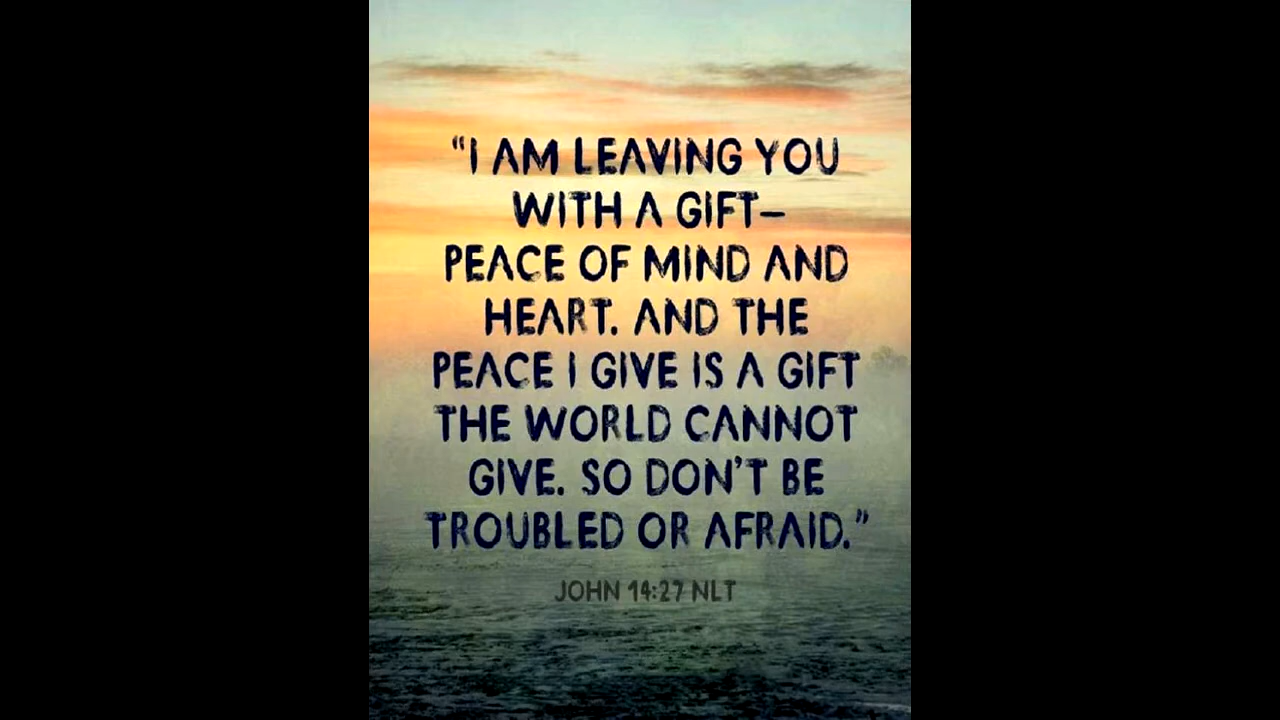 “I AM LEAVING YOU
WITH A GIFT–
PEACE OF MIND AND
HEART. AND THE
PEACE I GIVE IS A GIFT
THE WORLD CANNOT
GIVE. SO DON’T BE
TROUBLED OR AFRAID.”
JOHN 14:27 NLT